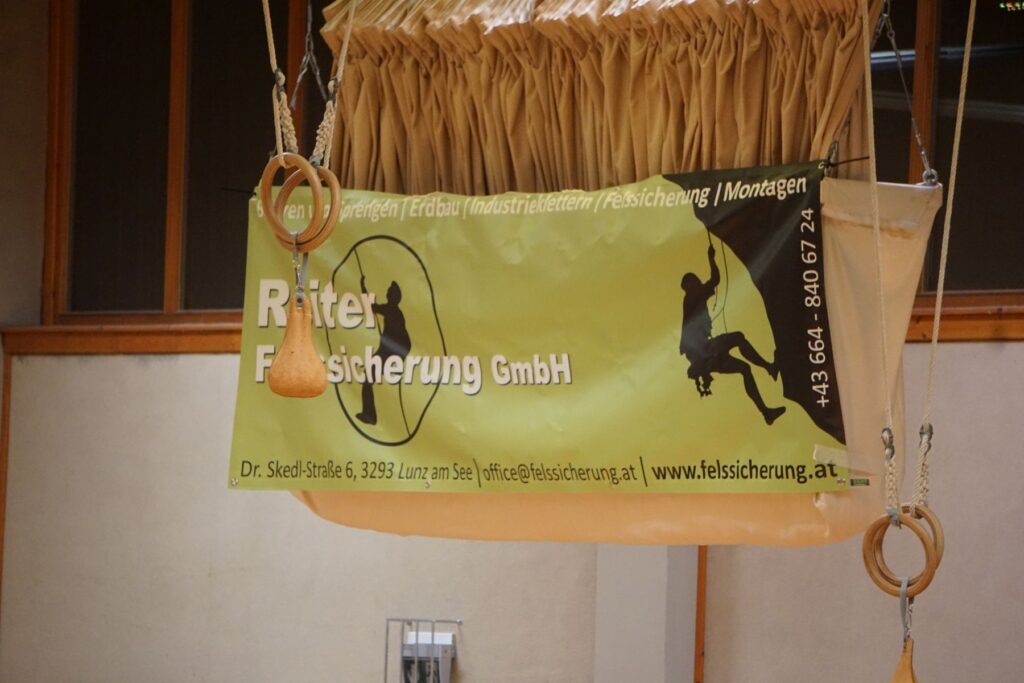 Erdbau | Industrieklettern | Felssicherung | Montagen
+43 664 - 840 67 24
Reiter
Felssicherung GmbH
Dr. Skedl-Straße 6, 3293 Lunz am See | office@felssicherung.at | www.felssicherung.at